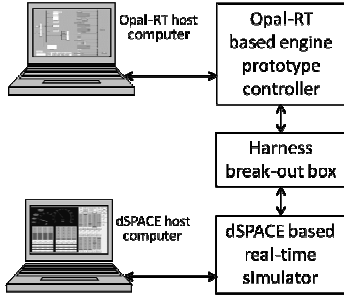 Opal-RT host
computer
Opal-RT
based engine
prototype
controller
Harness
break-out box
dSPACE host
computer
dSPACE based
real-time
simulator